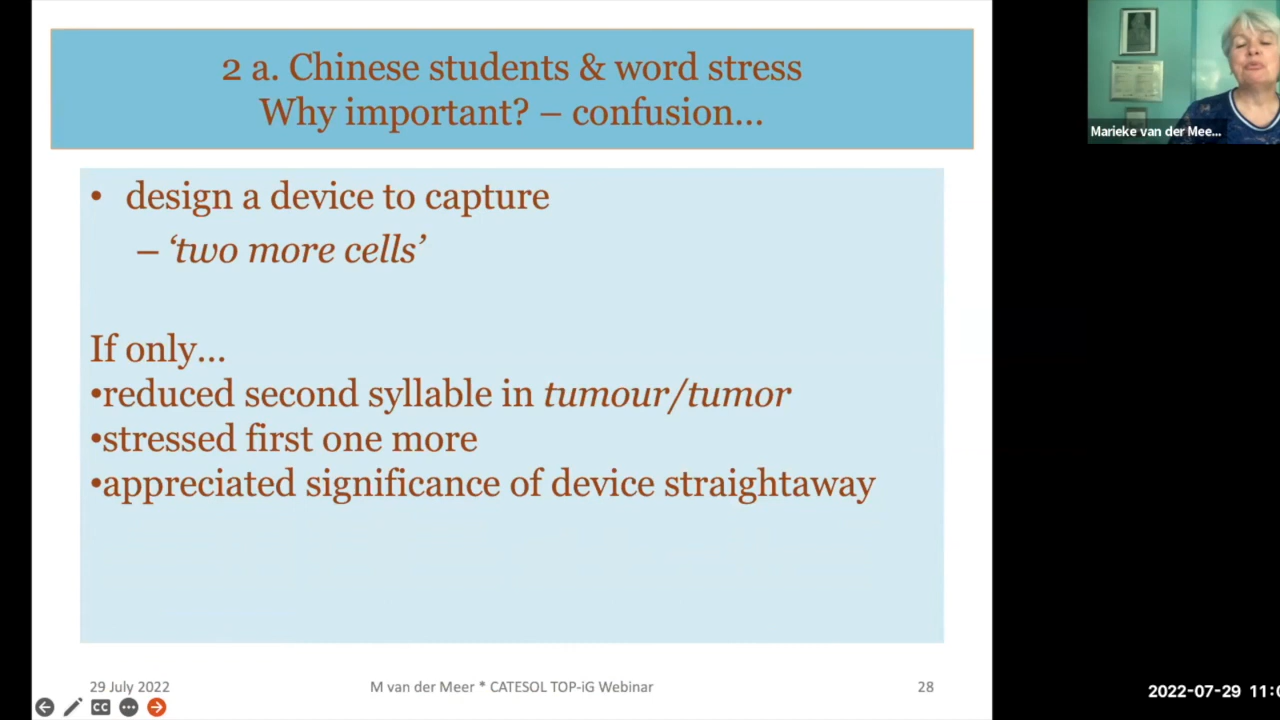 2 a. Chinese students & word stress
Why important? – confusion…
• design a device to capture
– ‘two more cells’
If only…
•reduced second syllable in tumour/tumor
•stressed first one more
•appreciated significance of device straightaway
29 July 2022
M van der Meer * CATESOL TOP-iG Webinar
28
CC
Marieke van der Mee...
2022-07-29 11:0